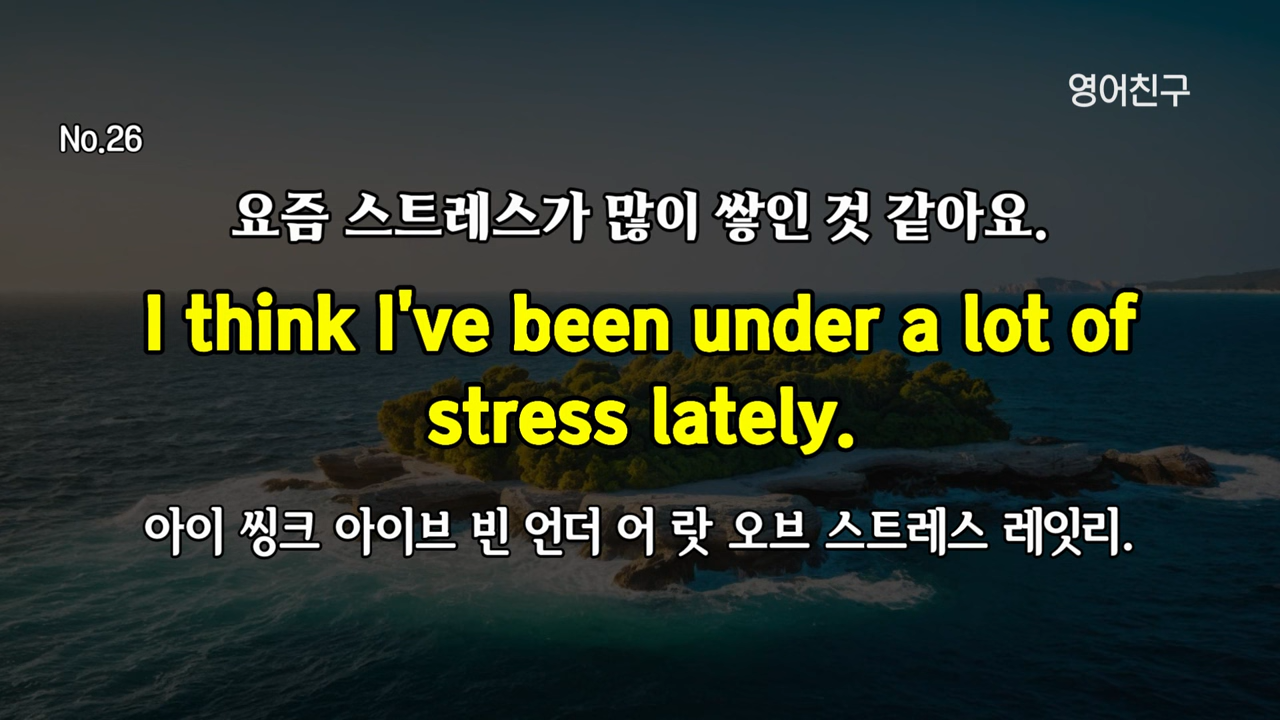 영어친구
No.26
요즘 스트레스가 많이 쌓인 것 같아요.
I think I've been under a lot of
stress lately.
아이 씽크 아이브 빈 언더 어 랏 오브 스트레스 레잇리.